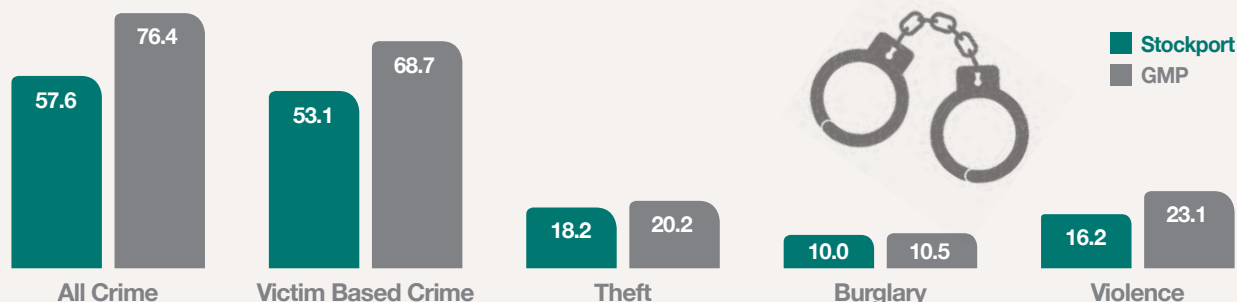 76.4
Stockport
68.7
GMP
57.6
53.1
18.2
20.2
10.0
10.5
16.2
23.1
All Crime
Victim Based Crime
Theft
Burglary
Violence